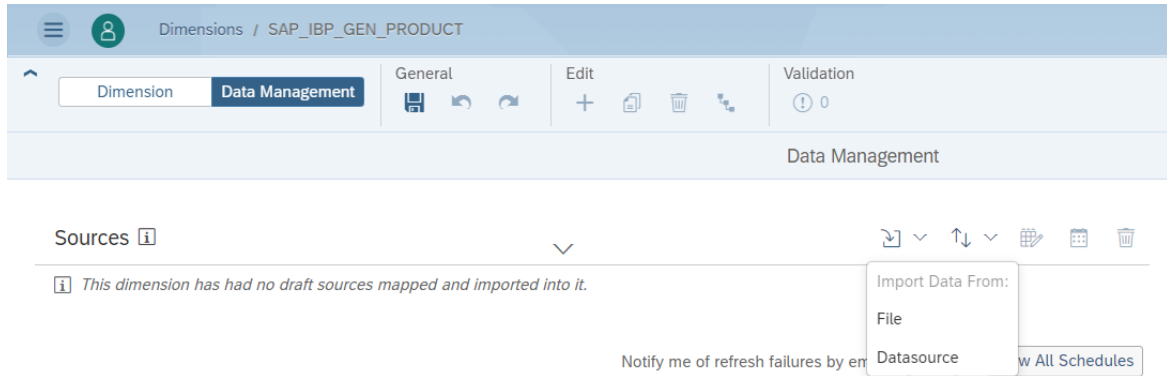 Dimensions / SAP_IBP_GEN_PRODUCT
General Edit Validation
Dimension Data Management
0
Data Management
Sources
This dimension has had no draft sources mapped and imported into it.
Import Data From:
File
Datasource
Notify me of refresh failures by em
w All Schedules